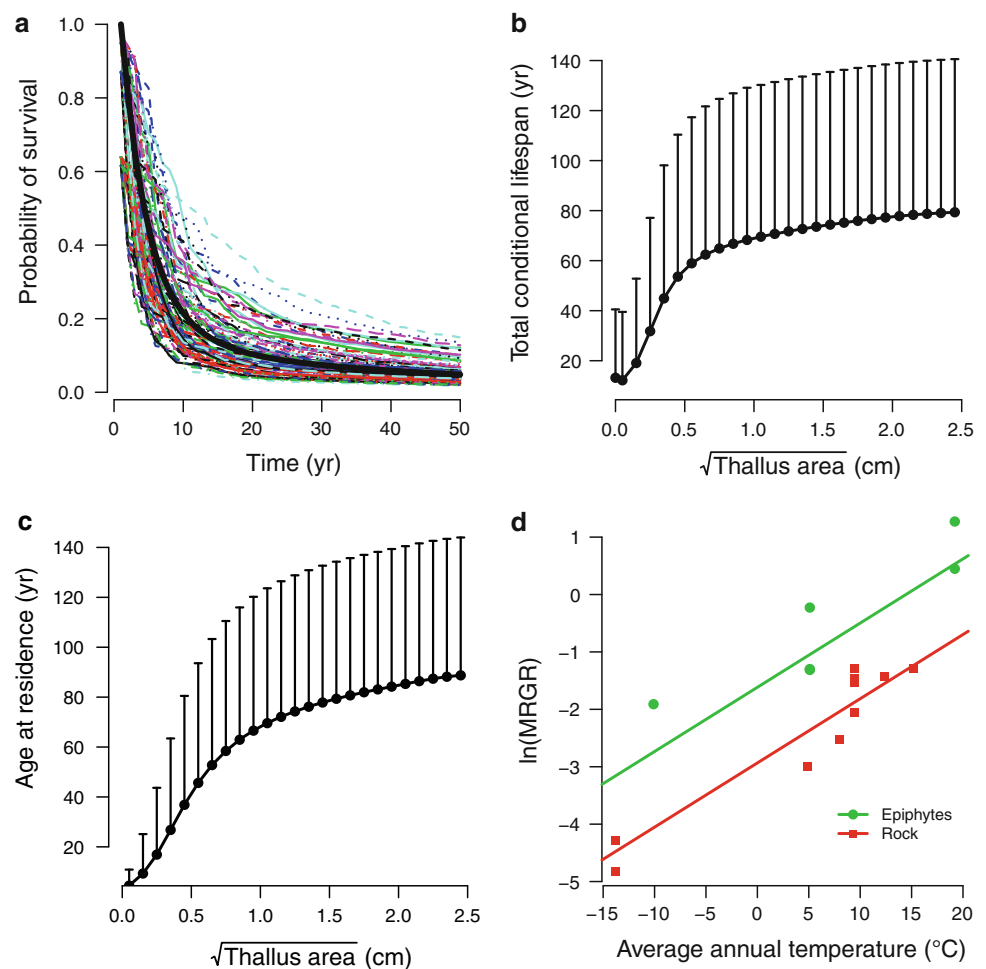 a
1.0
0.8
0.6
0.4
0.2
0.0
Probability of survival
0 10 20 30 40 50
Time (yr)
b
140
120
100
80
60
40
20
Total conditional lifespan (yr)
0.0 0.5 1.0 1.5 2.0 2.5
√Thallus area (cm)
c
140
120
100
80
60
40
20
Age at residence (yr)
0.0 0.5 1.0 1.5 2.0 2.5
√Thallus area (cm)
d
1
0
−1
−2
−3
−4
−5
ln(MRGR)
Epiphytes
Rock
−15 −10 −5 0 5 10 15 20
Average annual temperature (°C)